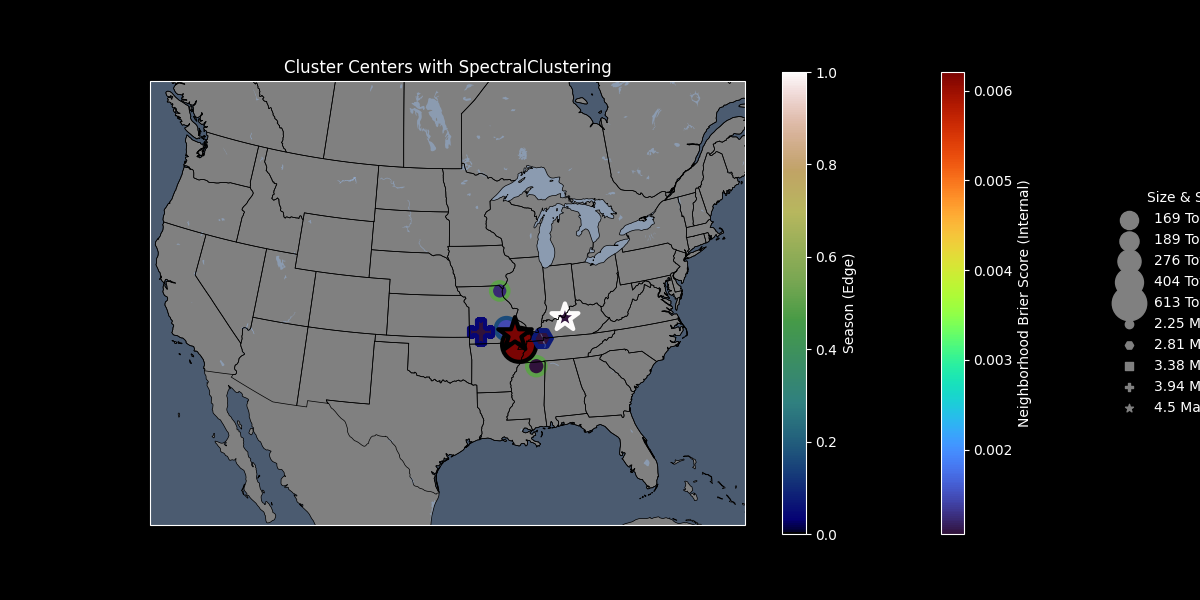 Cluster Centers with SpectralClustering
1.0
0.8
0.6
0.4
0.2
0.0
Season (Edge)
0.006
0.005
0.004
0.003
0.002
Neighborhood Brier Score (Internal)
Size & S
169 To
189 To
276 To
404 To
613 To
2.25 M
2.81 M
3.38 M
3.94 M
4.5 Ma